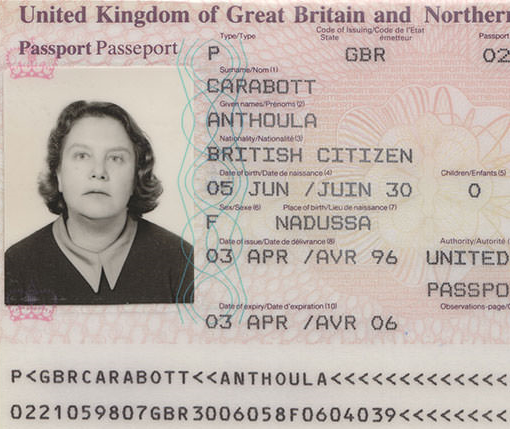 United Kingdom of Great Britain and Northern
Passport Passeport
Type/Type
Code of Issuing/Code de l'Etat
State émetteur
Passport
P GBR 02
Surname/Nom (1)
CARABOTT
Given names/Prénoms (2)
ANTHOULA
Nationality/Nationalité (3)
BRITISH CITIZEN
Date of birth/Date de naissance (4) Children/Enfants (5)
05 JUN /JUIN 30 0
Sex/Sexe (6) Place of birth/Lieu de naissance (7)
F NADUSSA
Date of issue/Date de délivrance (8) Authority/Autorité (
03 APR /AVR 96 UNITED
PASSPO
Date of expiry/Date d'expiration (10) Observations-page/
03 APR /AVR 06
P<GBRCARABOTT<<ANTHOULA<<<<<<<<<<<<<
0221059807GBR3006058F0604039<<<<<<<